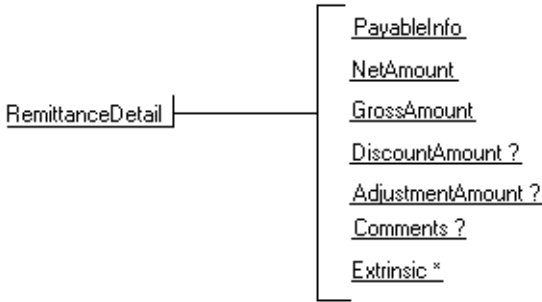 PayableInfo
NetAmount
RemittanceDetail
GrossAmount
DiscountAmount ?
AdjustmentAmount ?
Comments ?
Extrinsic *